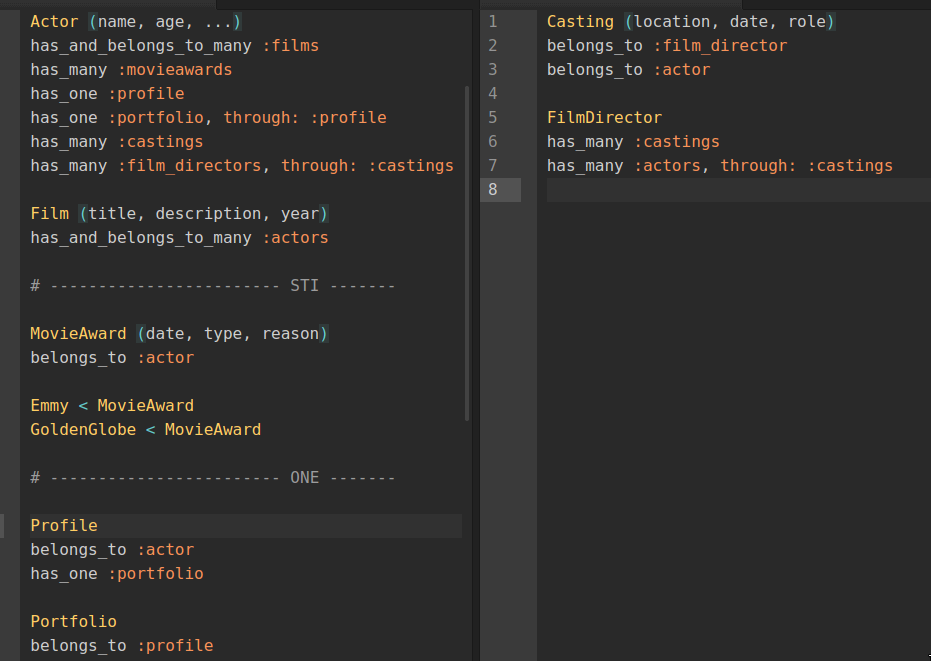 Actor (name, age, ...)
has_and_belongs_to_many :films
has_many :movieawards
has_one :profile
has_one :portfolio, through: :profile
has_many :castings
has_many :film_directors, through: :castings
Film (title, description, year)
has_and_belongs_to_many :actors
# ------------------------ STI -------
MovieAward (date, type, reason)
belongs_to :actor
Emmy < MovieAward
GoldenGlobe < MovieAward
# ------------------------ ONE -------
Profile
belongs_to :actor
has_one :portfolio
Portfolio
belongs_to :profile
1 Casting (location, date, role)
2 belongs_to :film_director
3 belongs_to :actor
4
5 FilmDirector
6 has_many :castings
7 has_many :actors, through: :castings
8